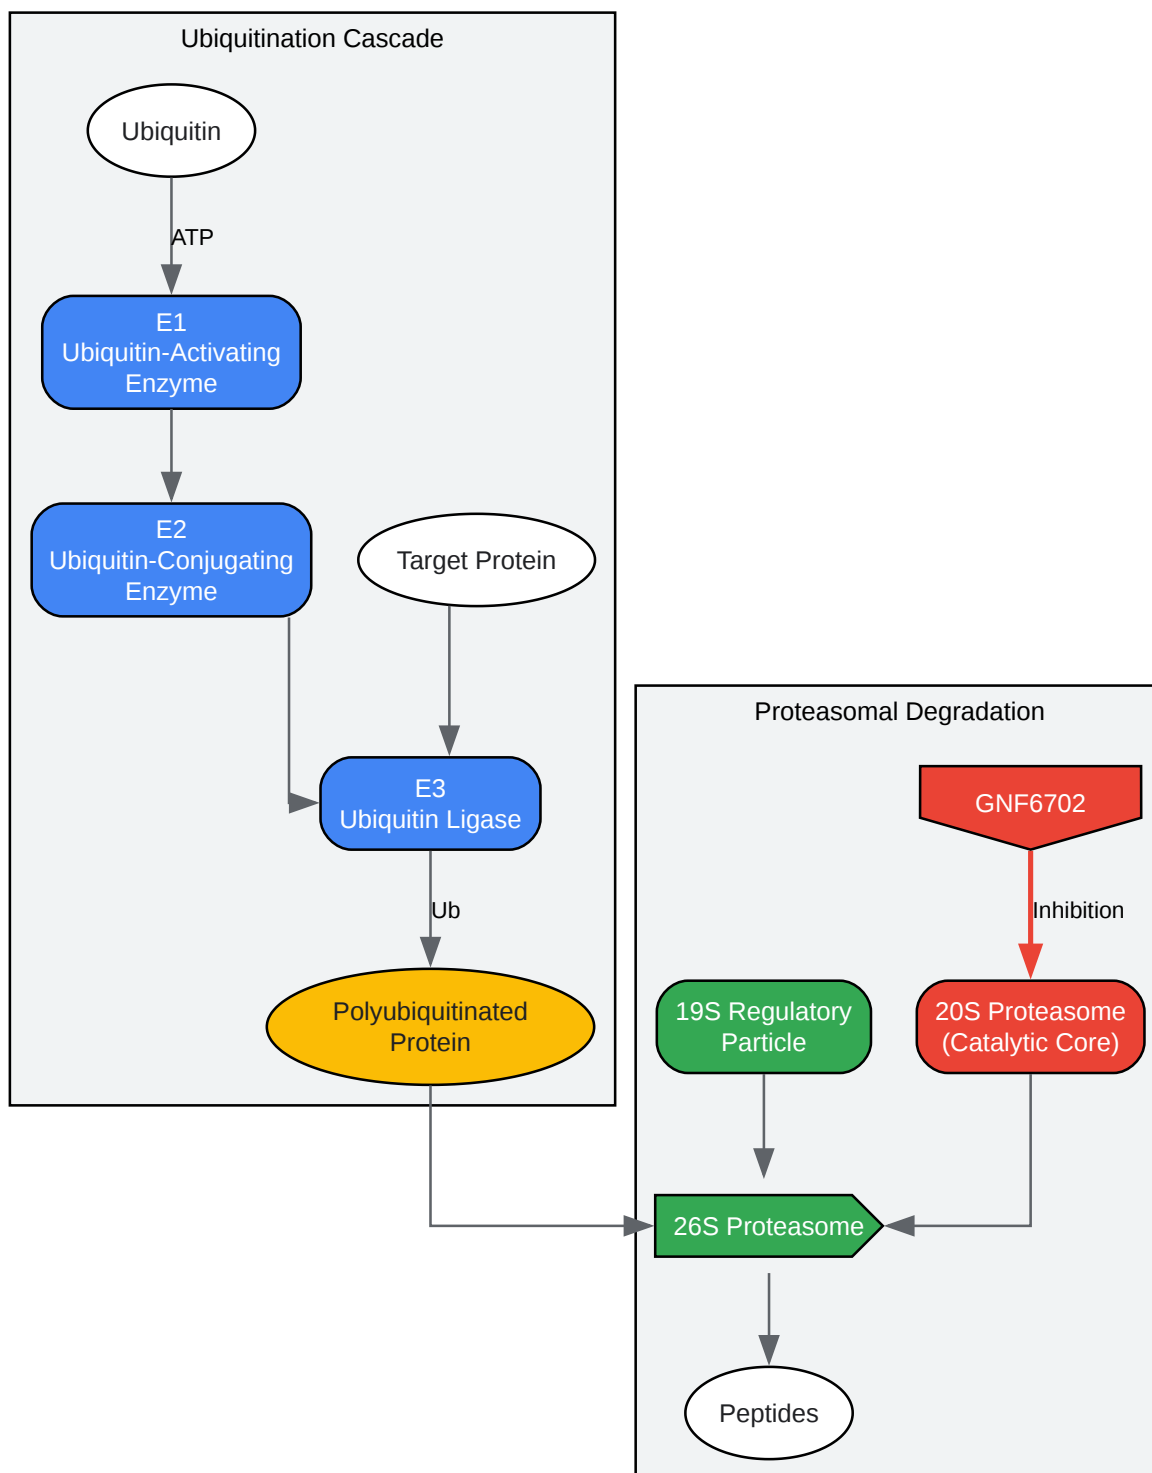 Ubiquitination Cascade
Ubiquitin
ATP
E1
Ubiquitin-Activating
Enzyme
E2
Ubiquitin-Conjugating
Enzyme
Target Protein
E3
Ubiquitin Ligase
Ub
Polyubiquitinated
Protein
Proteasomal Degradation
GNF6702
Inhibition
19S Regulatory
Particle
20S Proteasome
(Catalytic Core)
26S Proteasome
Peptides